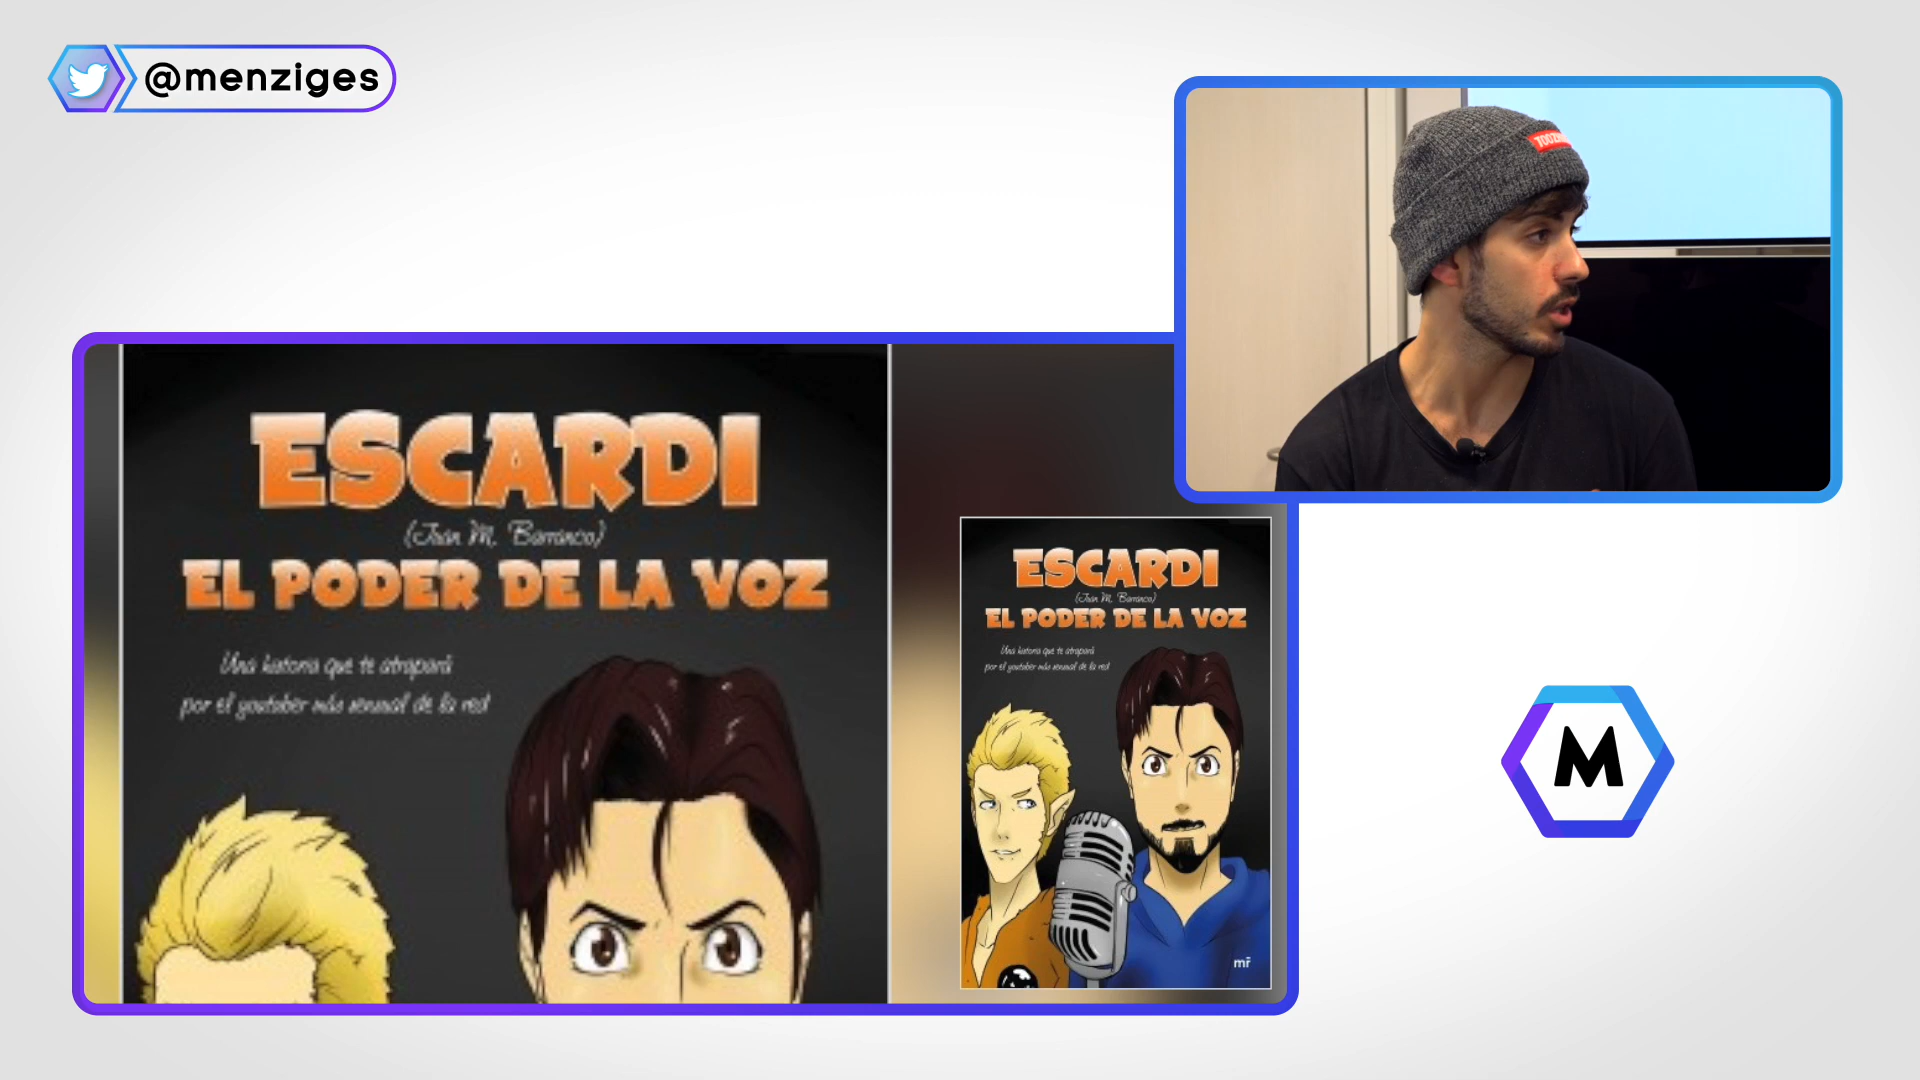 @menziges
TOOZ
ESCARDI
(Juan M. Barranco)
EL PODER DE LA VOZ
Una historia que te atrapará
por el youtuber más sensual de la red
ESCARDI
(Juan M. Barranco)
EL PODER DE LA VOZ
Una historia que te atrapará
por el youtuber más sensual de la red
mr
M